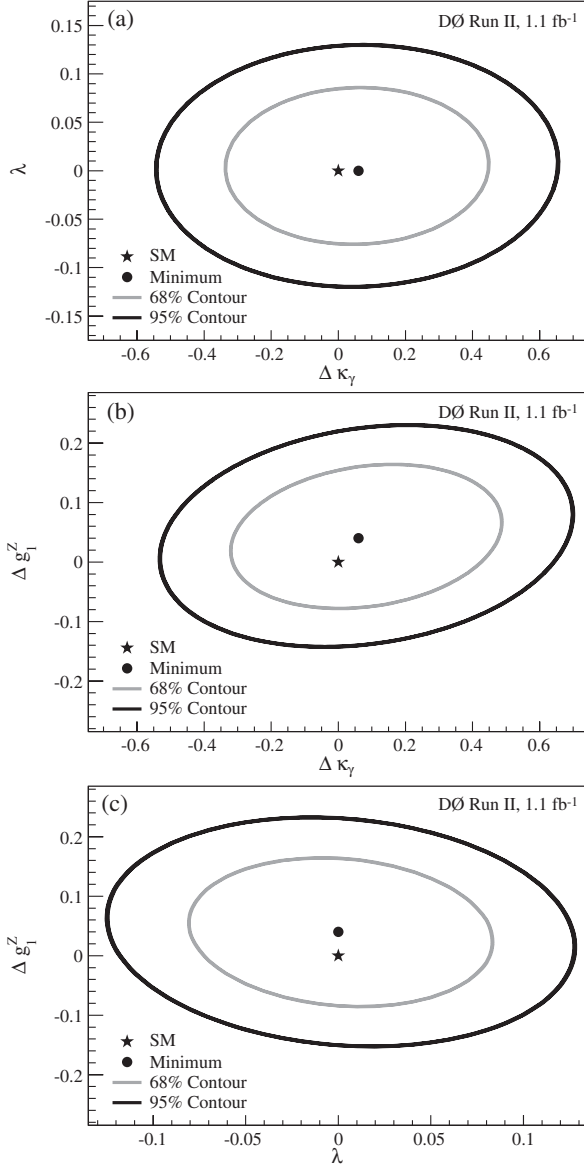 (a)
DØ Run II, 1.1 fb⁻¹
λ
0.15
0.1
0.05
0
-0.05
-0.1
-0.15
★ SM
● Minimum
68% Contour
95% Contour
-0.6 -0.4 -0.2 0 0.2 0.4 0.6
Δ κγ
(b)
DØ Run II, 1.1 fb⁻¹
Δ g₁ᶻ
0.2
0.1
0
-0.1
-0.2
★ SM
● Minimum
68% Contour
95% Contour
-0.6 -0.4 -0.2 0 0.2 0.4 0.6
Δ κγ
(c)
DØ Run II, 1.1 fb⁻¹
Δ g₁ᶻ
0.2
0.1
0
-0.1
-0.2
★ SM
● Minimum
68% Contour
95% Contour
-0.1 -0.05 0 0.05 0.1
λ